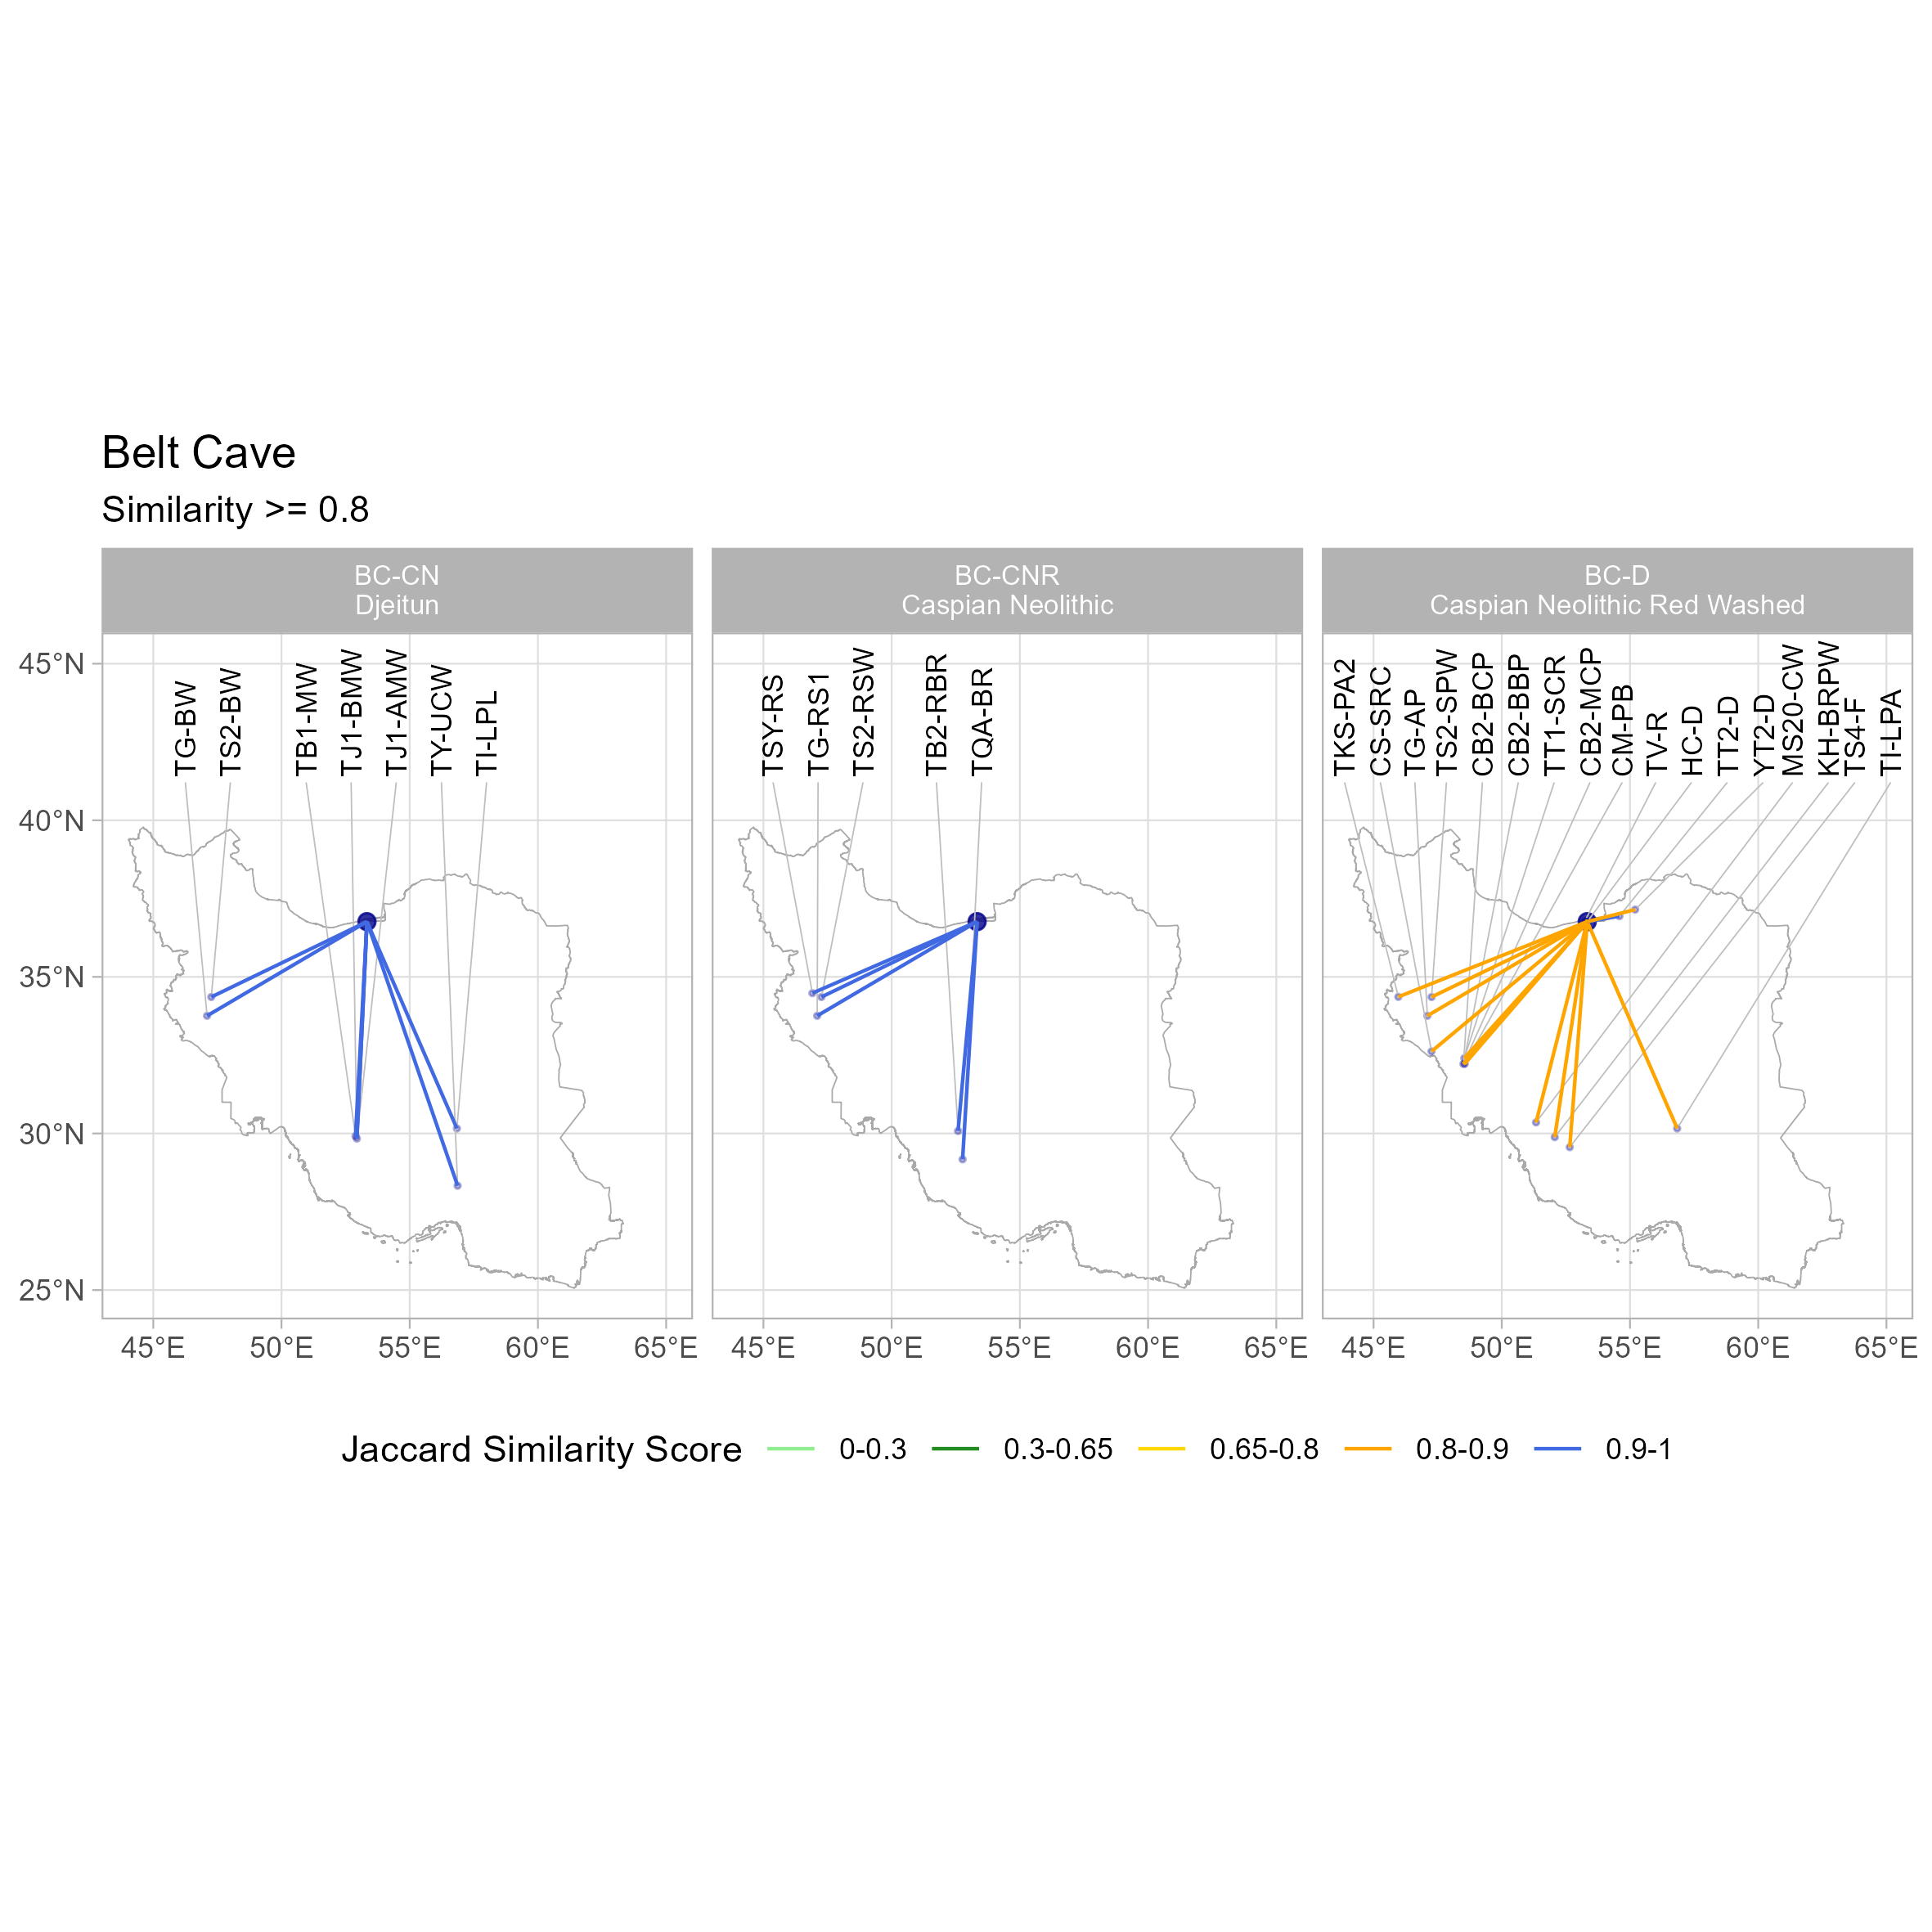 Belt Cave
Similarity >= 0.8
BC-CN
Djeitun
BC-CNR
Caspian Neolithic
BC-D
Caspian Neolithic Red Washed
45°N
40°N
35°N
30°N
25°N
TG-BW
TS2-BW
TB1-MW
TJ1-BMW
TJ1-AMW
TY-UCW
TI-LPL
TSY-RS
TG-RS1
TS2-RSW
TB2-RBR
TQA-BR
TKS-PA2
CS-SRC
TG-AP
TS2-SPW
CB2-BCP
CB2-BBP
TT1-SCR
CB2-MCP
CM-PB
TV-R
HC-D
TT2-D
YT2-D
MS20-CW
KH-BRPW
TS4-F
TI-LPA
45°E 50°E 55°E 60°E 65°E
45°E 50°E 55°E 60°E 65°E
45°E 50°E 55°E 60°E 65°E
Jaccard Similarity Score 0-0.3 0.3-0.65 0.65-0.8 0.8-0.9 0.9-1